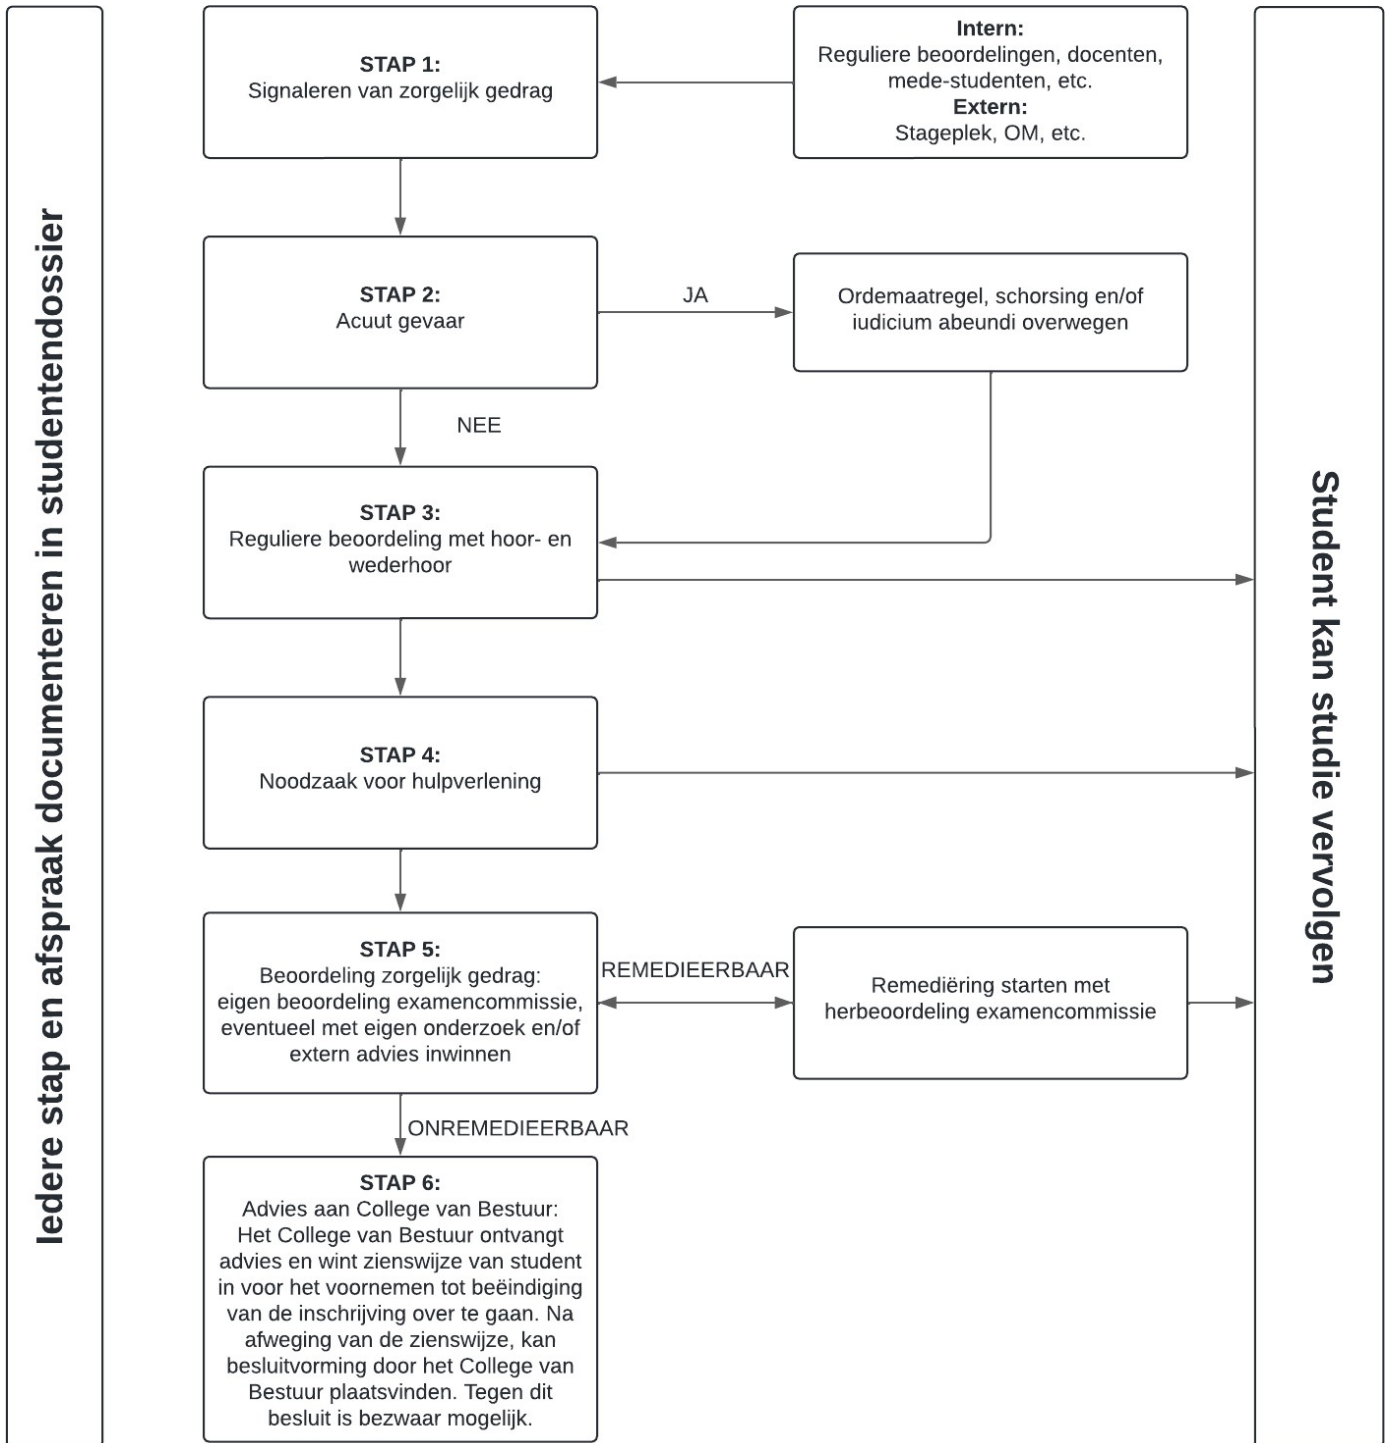 Iedere stap en afspraak documenteren in studentendossier
STAP 1:
Signaleren van zorgelijk gedrag
Intern:
Reguliere beoordelingen, docenten,
mede-studenten, etc.
Extern:
Stageplek, OM, etc.
STAP 2:
Acuut gevaar
JA
Ordemaatregel, schorsing en/of
iudicium abeundi overwegen
NEE
STAP 3:
Reguliere beoordeling met hoor- en
wederhoor
STAP 4:
Noodzaak voor hulpverlening
STAP 5:
Beoordeling zorgelijk gedrag:
eigen beoordeling examencommissie,
eventueel met eigen onderzoek en/of
extern advies inwinnen
REMEDIEERBAAR
Remediëring starten met
herbeoordeling examencommissie
ONREMEDIEERBAAR
STAP 6:
Advies aan College van Bestuur:
Het College van Bestuur ontvangt
advies en wint zienswijze van student
in voor het voornemen tot beëindiging
van de inschrijving over te gaan. Na
afweging van de zienswijze, kan
besluitvorming door het College van
Bestuur plaatsvinden. Tegen dit
besluit is bezwaar mogelijk.
Student kan studie vervolgen